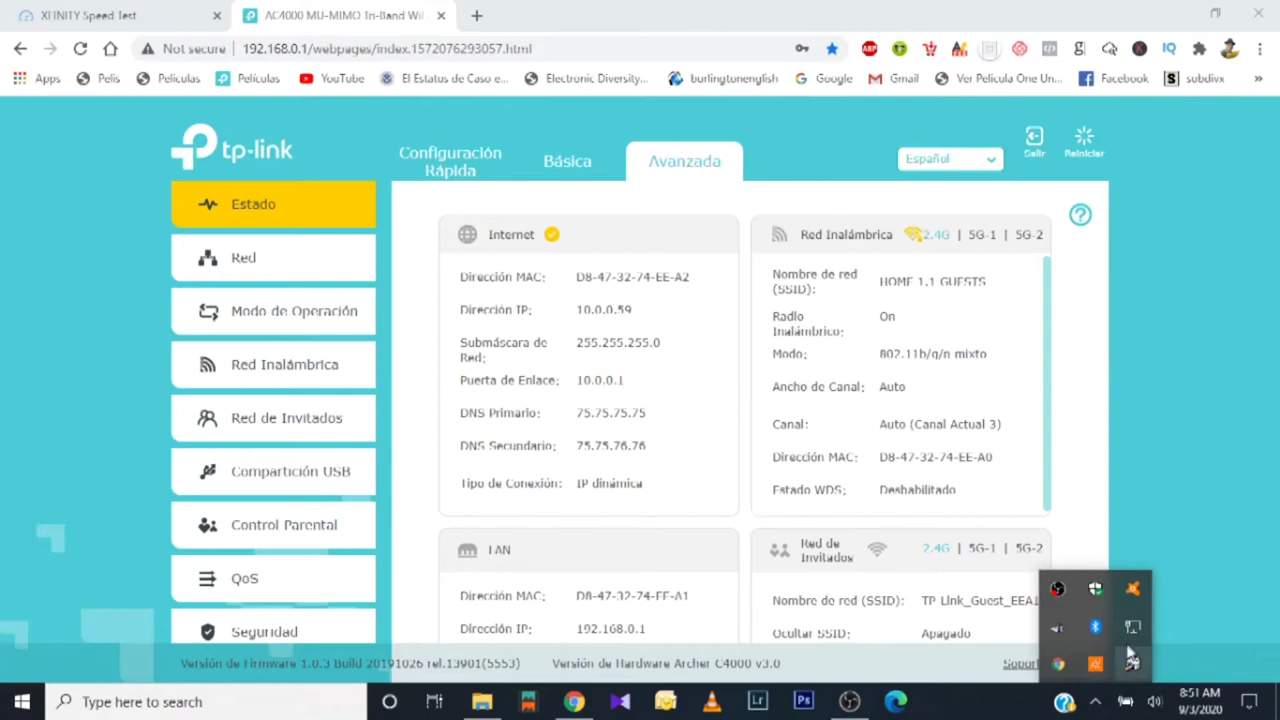 XFINITY Speed Test
AC4000 MU-MIMO Tri-Band Wi
Not secure | 192.168.0.1/webpages/index.1572076293057.html
Apps Pelis Peliculas Películas YouTube El Estatus de Caso e... Electronic Diversity... burlingtonenglish Google Gmail Ver Pelicula One Un... Facebook subdivx »
tp-link
Configuración
Rápida
Básica
Avanzada
Español
Salir
Reiniciar
Estado
Red
Modo de Operación
Red Inalámbrica
Red de Invitados
Compartición USB
Control Parental
QoS
Seguridad
Internet
Dirección MAC: D8-47-32-74-EE-A2
Dirección IP: 10.0.0.59
Submáscara de
Red: 255.255.255.0
Puerta de Enlace: 10.0.0.1
DNS Primario: 75.75.75.75
DNS Secundario: 75.75.76.76
Tipo de Conexión: IP dinámica
Red Inalámbrica 2.4G | 5G-1 | 5G-2
Nombre de red
(SSID): HOME 1.1 GUESTS
Radio
Inalámbrico: On
Modo: 802.11b/g/n mixto
Ancho de Canal: Auto
Canal: Auto (Canal Actual 3)
Dirección MAC: D8-47-32-74-EE-A0
Estado WDS: Deshabilitado
LAN
Dirección MAC: D8-47-32-74-EE-A1
Dirección IP: 192.168.0.1
Red de
Invitados 2.4G | 5G-1 | 5G-2
Nombre de red (SSID): TP-Link_Guest_EEA1
Ocultar SSID: Apagado
Versión de Firmware 1.0.3 Build 20191026 rel.13901(5553)
Versión de Hardware Archer C4000 v3.0
Type here to search
Lr
Ps
8:51 AM
9/3/2020